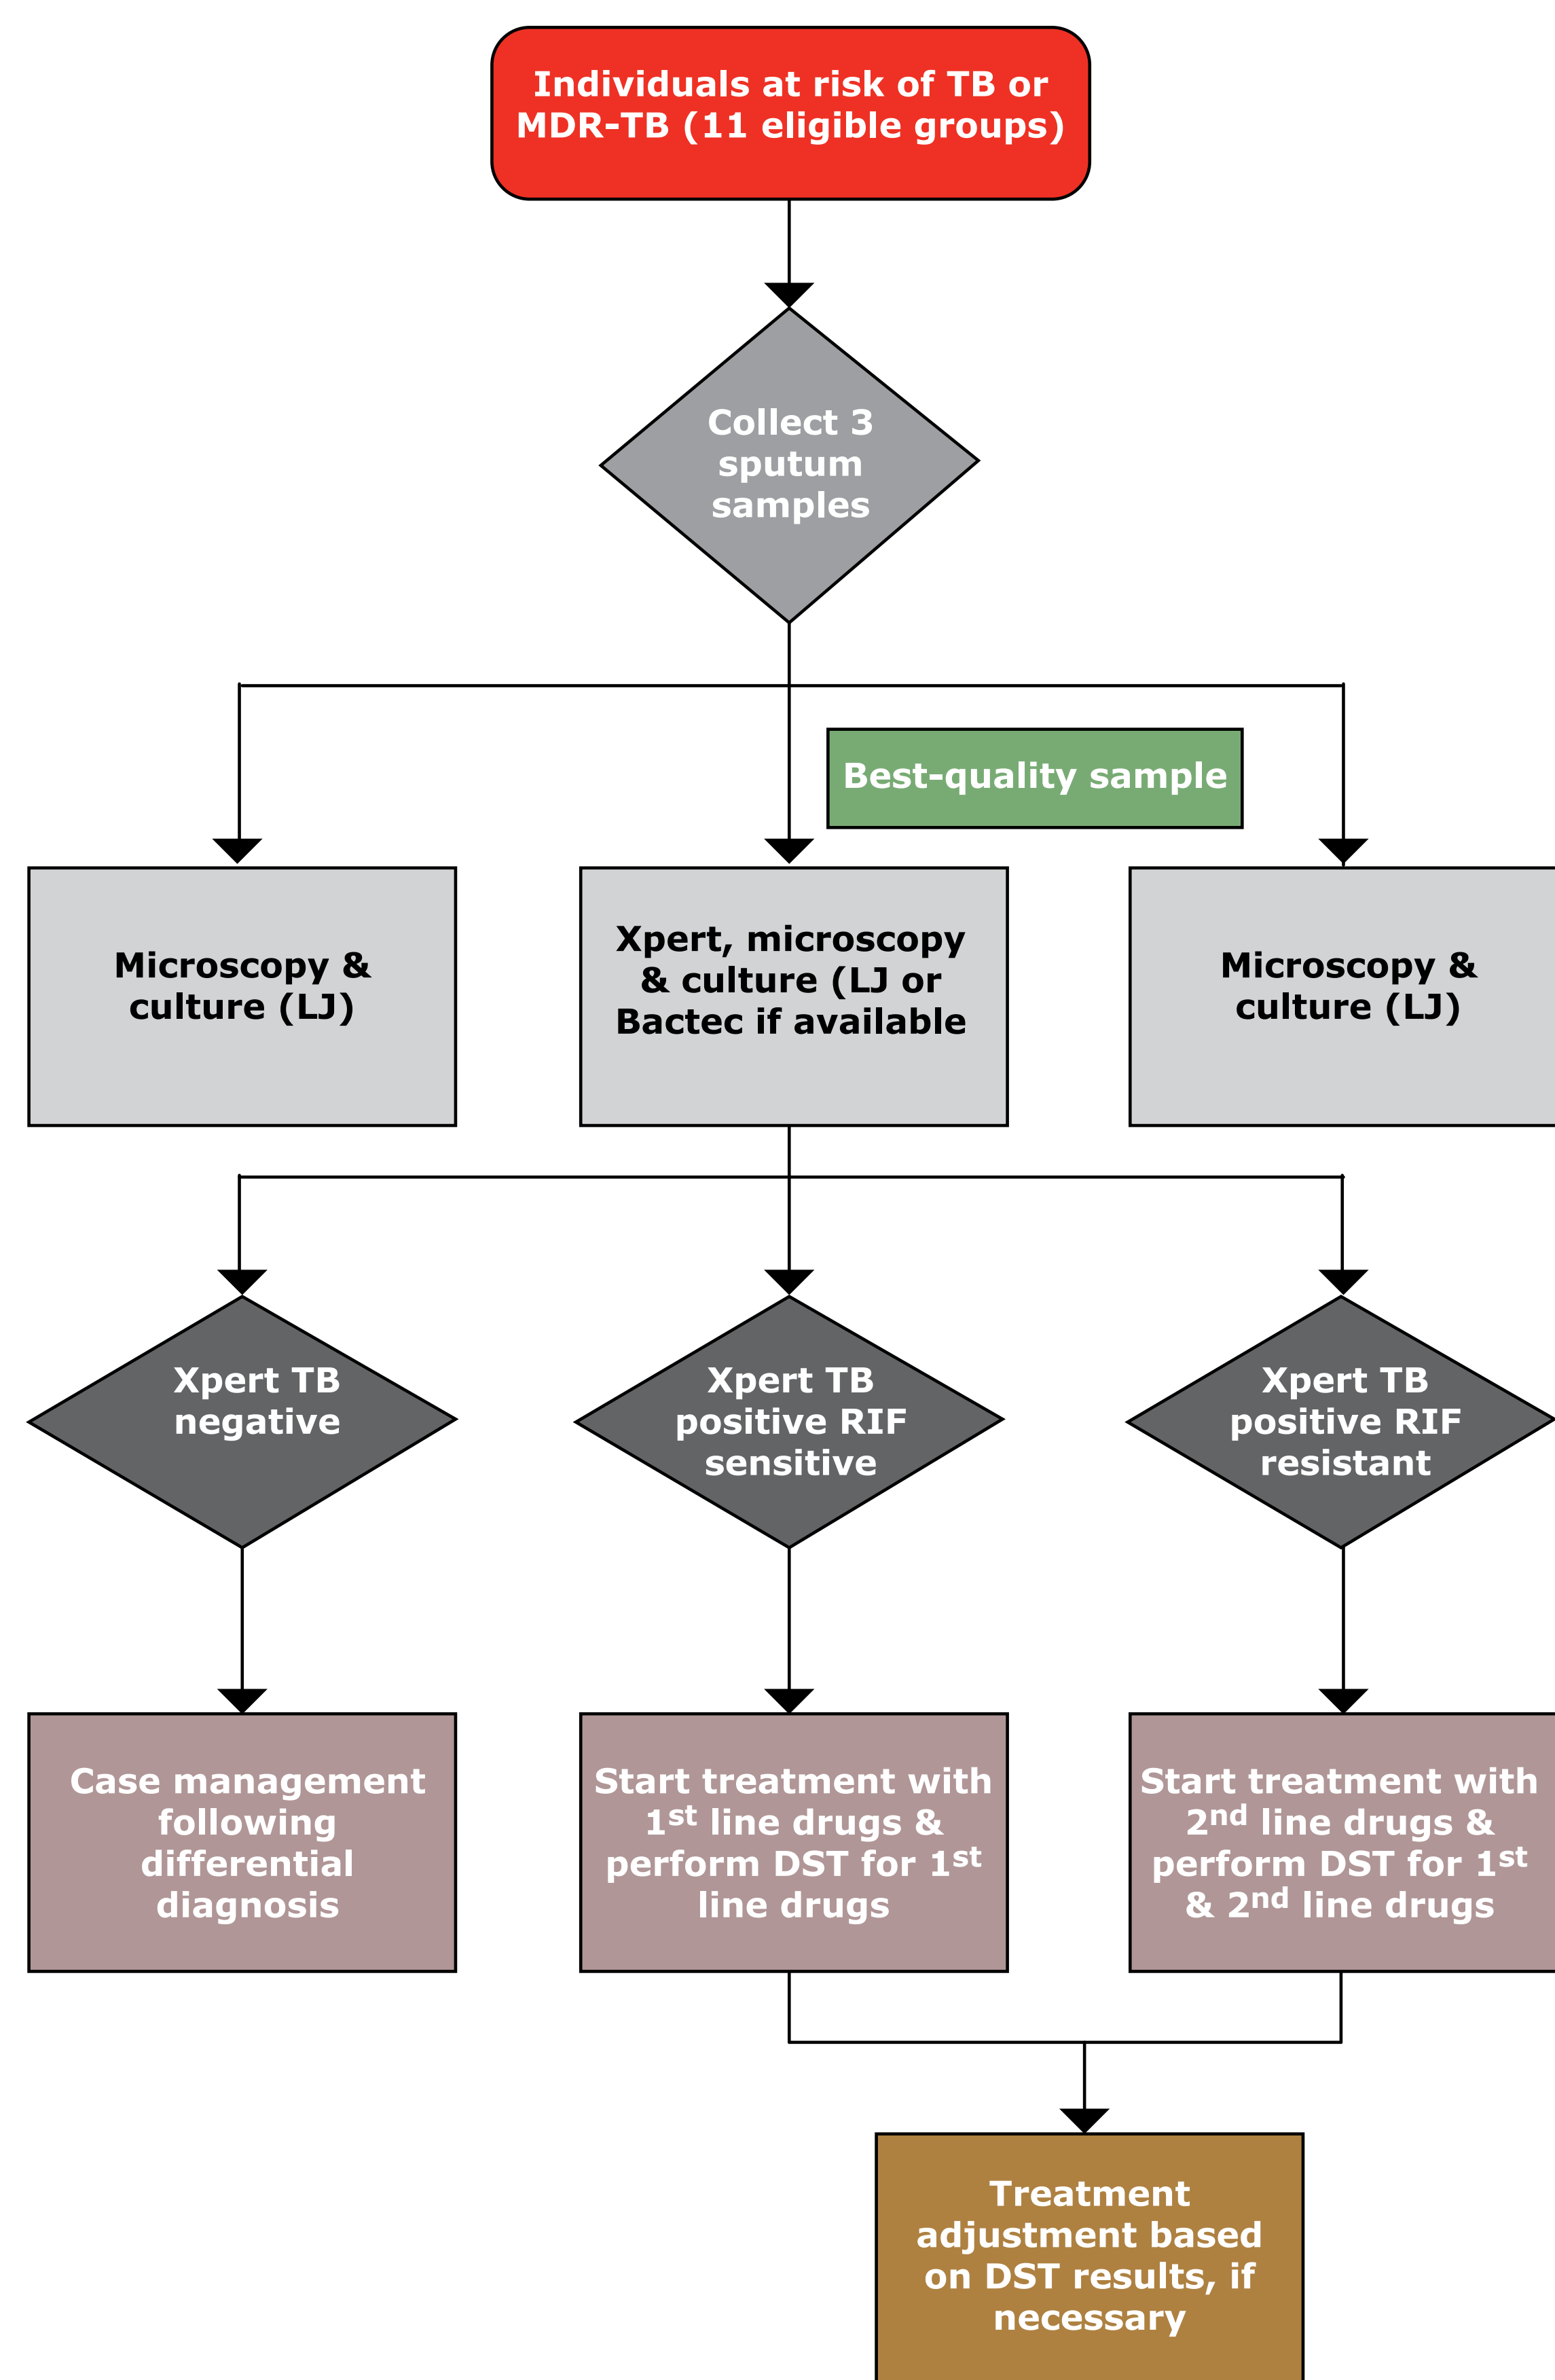 Individuals at risk of TB or
MDR-TB (11 eligible groups)
Collect 3
sputum
samples
Best-quality sample
Microscopy &
culture (LJ)
Xpert, microscopy
& culture (LJ or
Bactec if available
Microscopy &
culture (LJ)
Xpert TB
negative
Xpert TB
positive RIF
sensitive
Xpert TB
positive RIF
resistant
Case management
following
differential
diagnosis
Start treatment with
1st line drugs &
perform DST for 1st
line drugs
Start treatment with
2nd line drugs &
perform DST for 1st
& 2nd line drugs
Treatment
adjustment based
on DST results, if
necessary